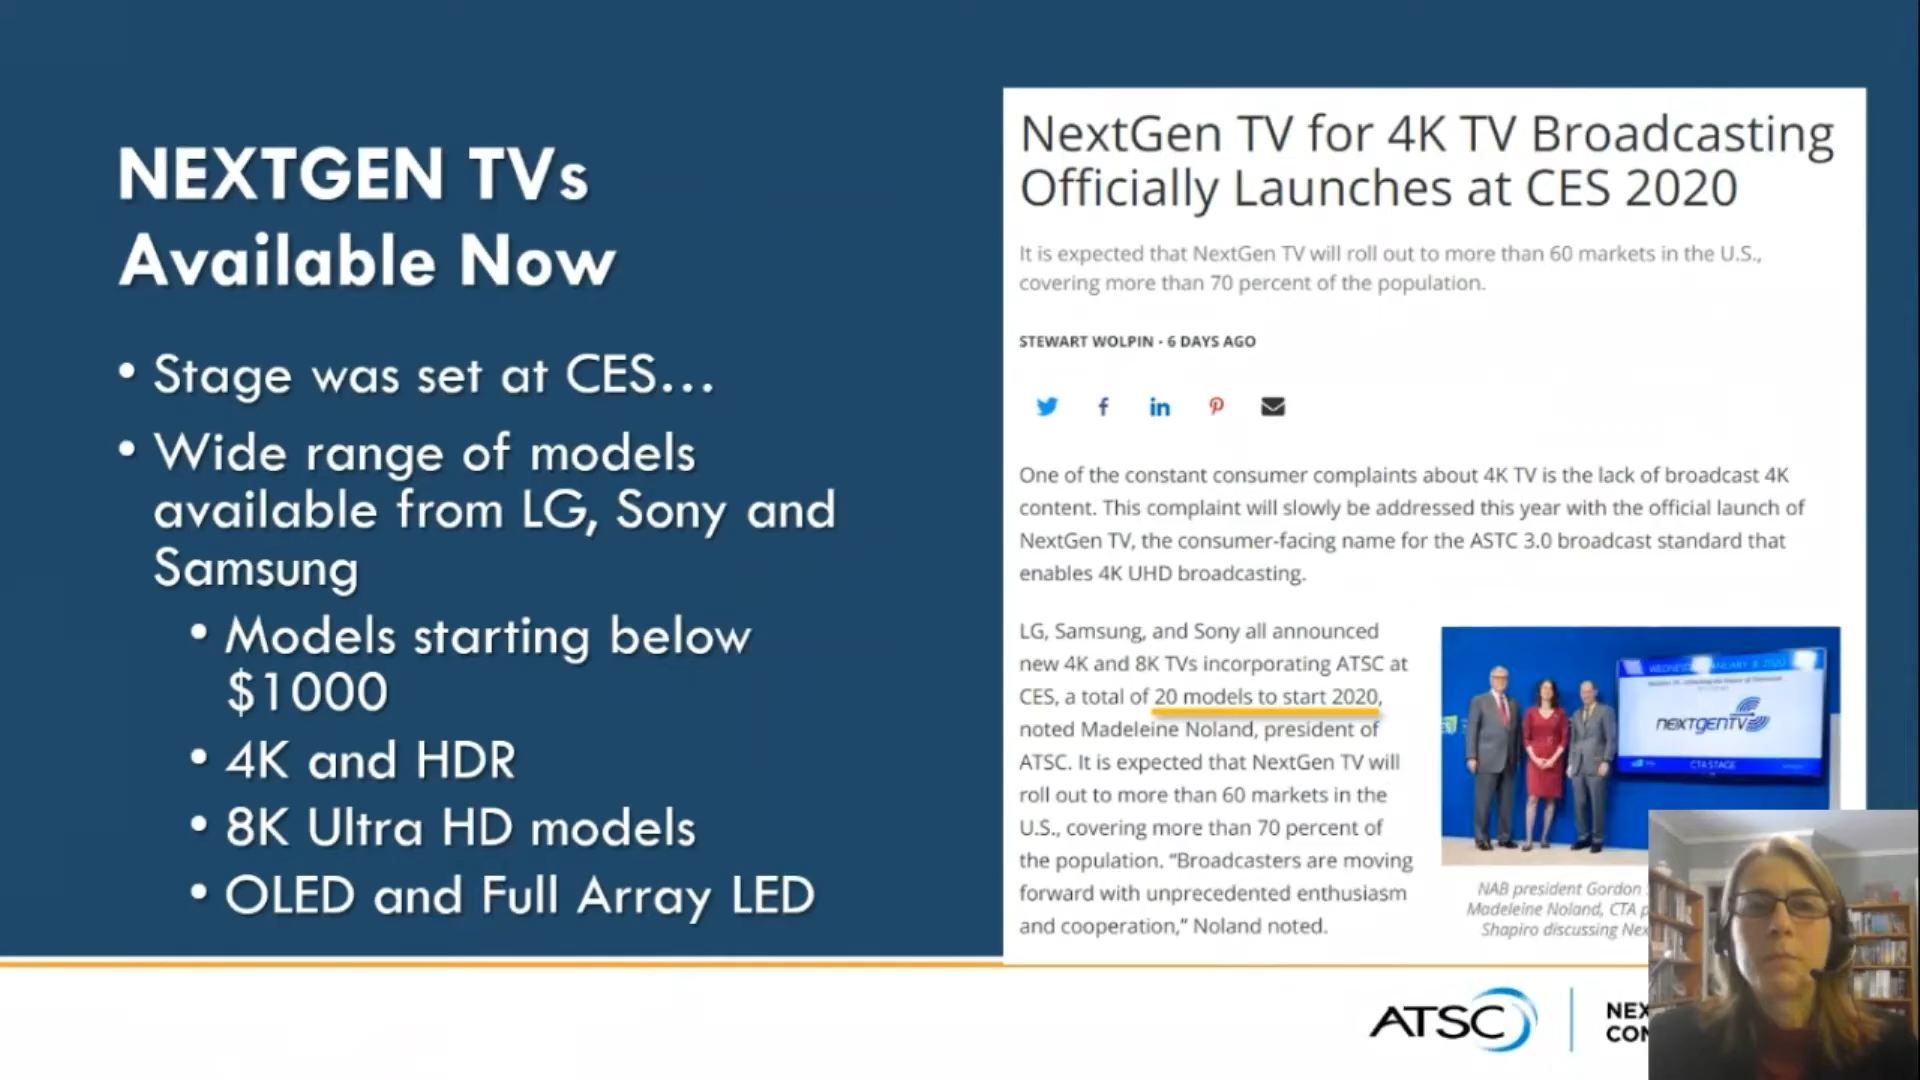 NEXTGEN TVs
Available Now
• Stage was set at CES...
• Wide range of models
available from LG, Sony and
Samsung
• Models starting below
$1000
• 4K and HDR
• 8K Ultra HD models
• OLED and Full Array LED
NextGen TV for 4K TV Broadcasting
Officially Launches at CES 2020
It is expected that NextGen TV will roll out to more than 60 markets in the U.S.,
covering more than 70 percent of the population.
STEWART WOLPIN · 6 DAYS AGO
One of the constant consumer complaints about 4K TV is the lack of broadcast 4K
content. This complaint will slowly be addressed this year with the official launch of
NextGen TV, the consumer-facing name for the ASTC 3.0 broadcast standard that
enables 4K UHD broadcasting.
LG, Samsung, and Sony all announced
new 4K and 8K TVs incorporating ATSC at
CES, a total of 20 models to start 2020,
noted Madeleine Noland, president of
ATSC. It is expected that NextGen TV will
roll out to more than 60 markets in the
U.S., covering more than 70 percent of
the population. “Broadcasters are moving
forward with unprecedented enthusiasm
and cooperation,” Noland noted.
WEDNESDAY, JANUARY 8, 2020
NEXTGENTV
CTA STAGE
NAB president Gordon
Madeleine Noland, CTA
Shapiro discussing
ATSC